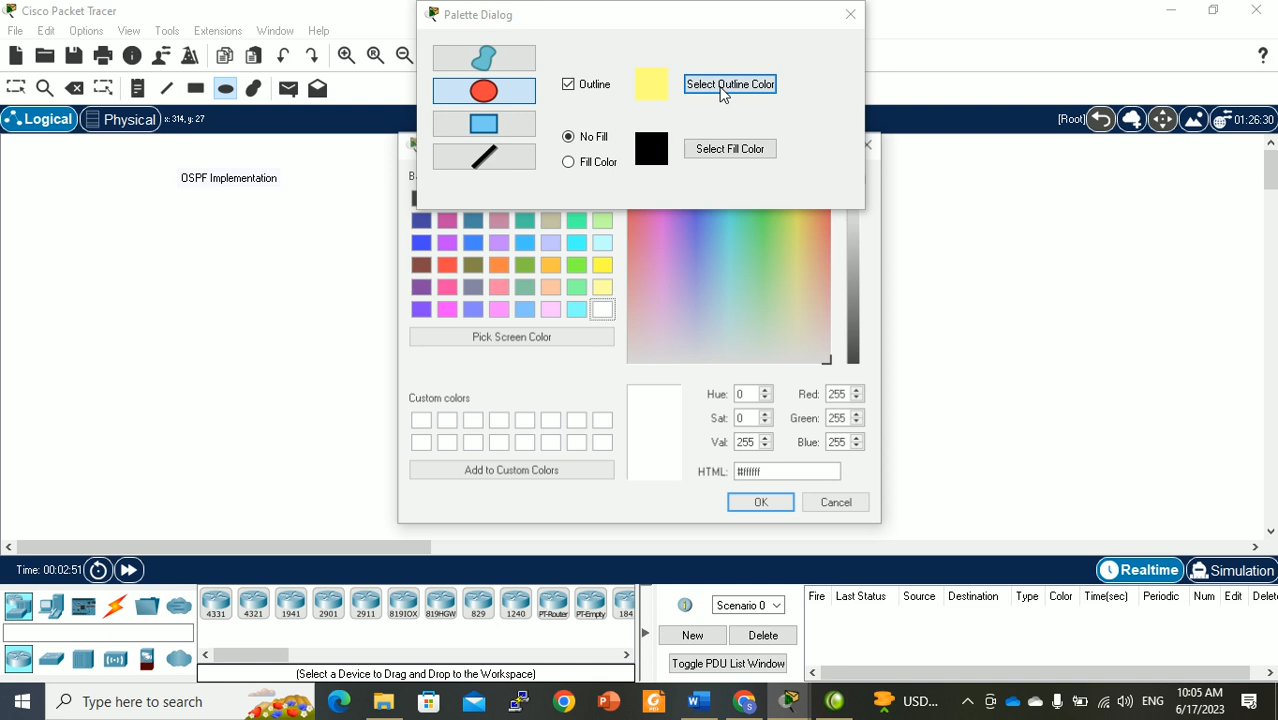 Cisco Packet Tracer
Palette Dialog
File Edit Options View Tools Extensions Window Help
Outline
Select Outline Color
No Fill
Fill Color
Select Fill Color
Logical
Physical
x: 314, y: 27
[Root]
01:26:30
OSPF Implementation
Pick Screen Color
Custom colors
Add to Custom Colors
Hue: 0
Red: 255
Sat: 0
Green: 255
Val: 255
Blue: 255
HTML: #ffffff
OK
Cancel
Time: 00:02:51
Realtime
Simulation
4331 4321 1941 2901 2911 819IOX 819HGW 829 1240 PT-Router PT-Empty 184
(Select a Device to Drag and Drop to the Workspace)
Scenario 0
New
Delete
Toggle PDU List Window
Fire Last Status Source Destination Type Color Time(sec) Periodic Num Edit Delet
Type here to search
USD...
ENG
10:05 AM
6/17/2023